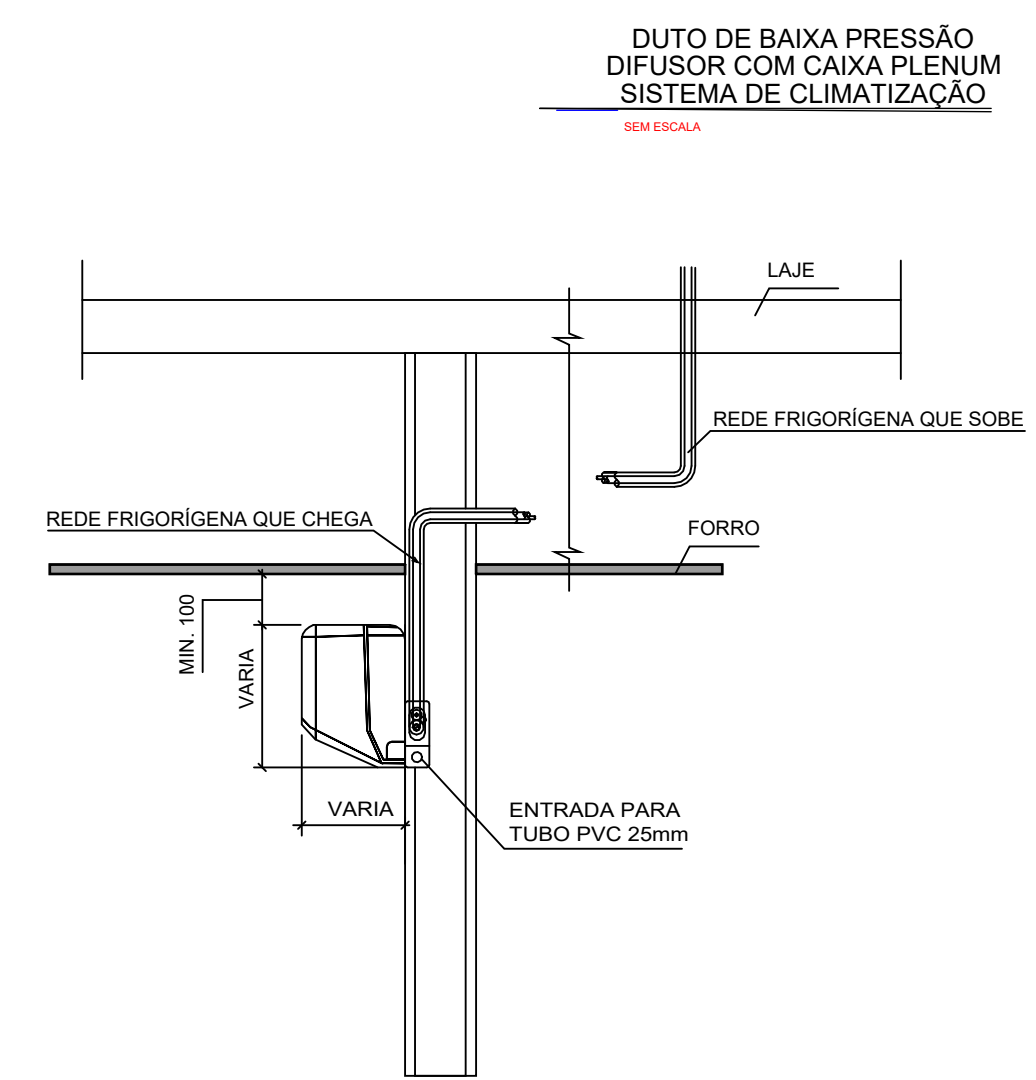 DUTO DE BAIXA PRESSÃO
DIFUSOR COM CAIXA PLENUM
SISTEMA DE CLIMATIZAÇÃO
SEM ESCALA
LAJE
REDE FRIGORÍGENA QUE SOBE
REDE FRIGORÍGENA QUE CHEGA
FORRO
MIN. 100
VARIA
VARIA
ENTRADA PARA
TUBO PVC 25mm